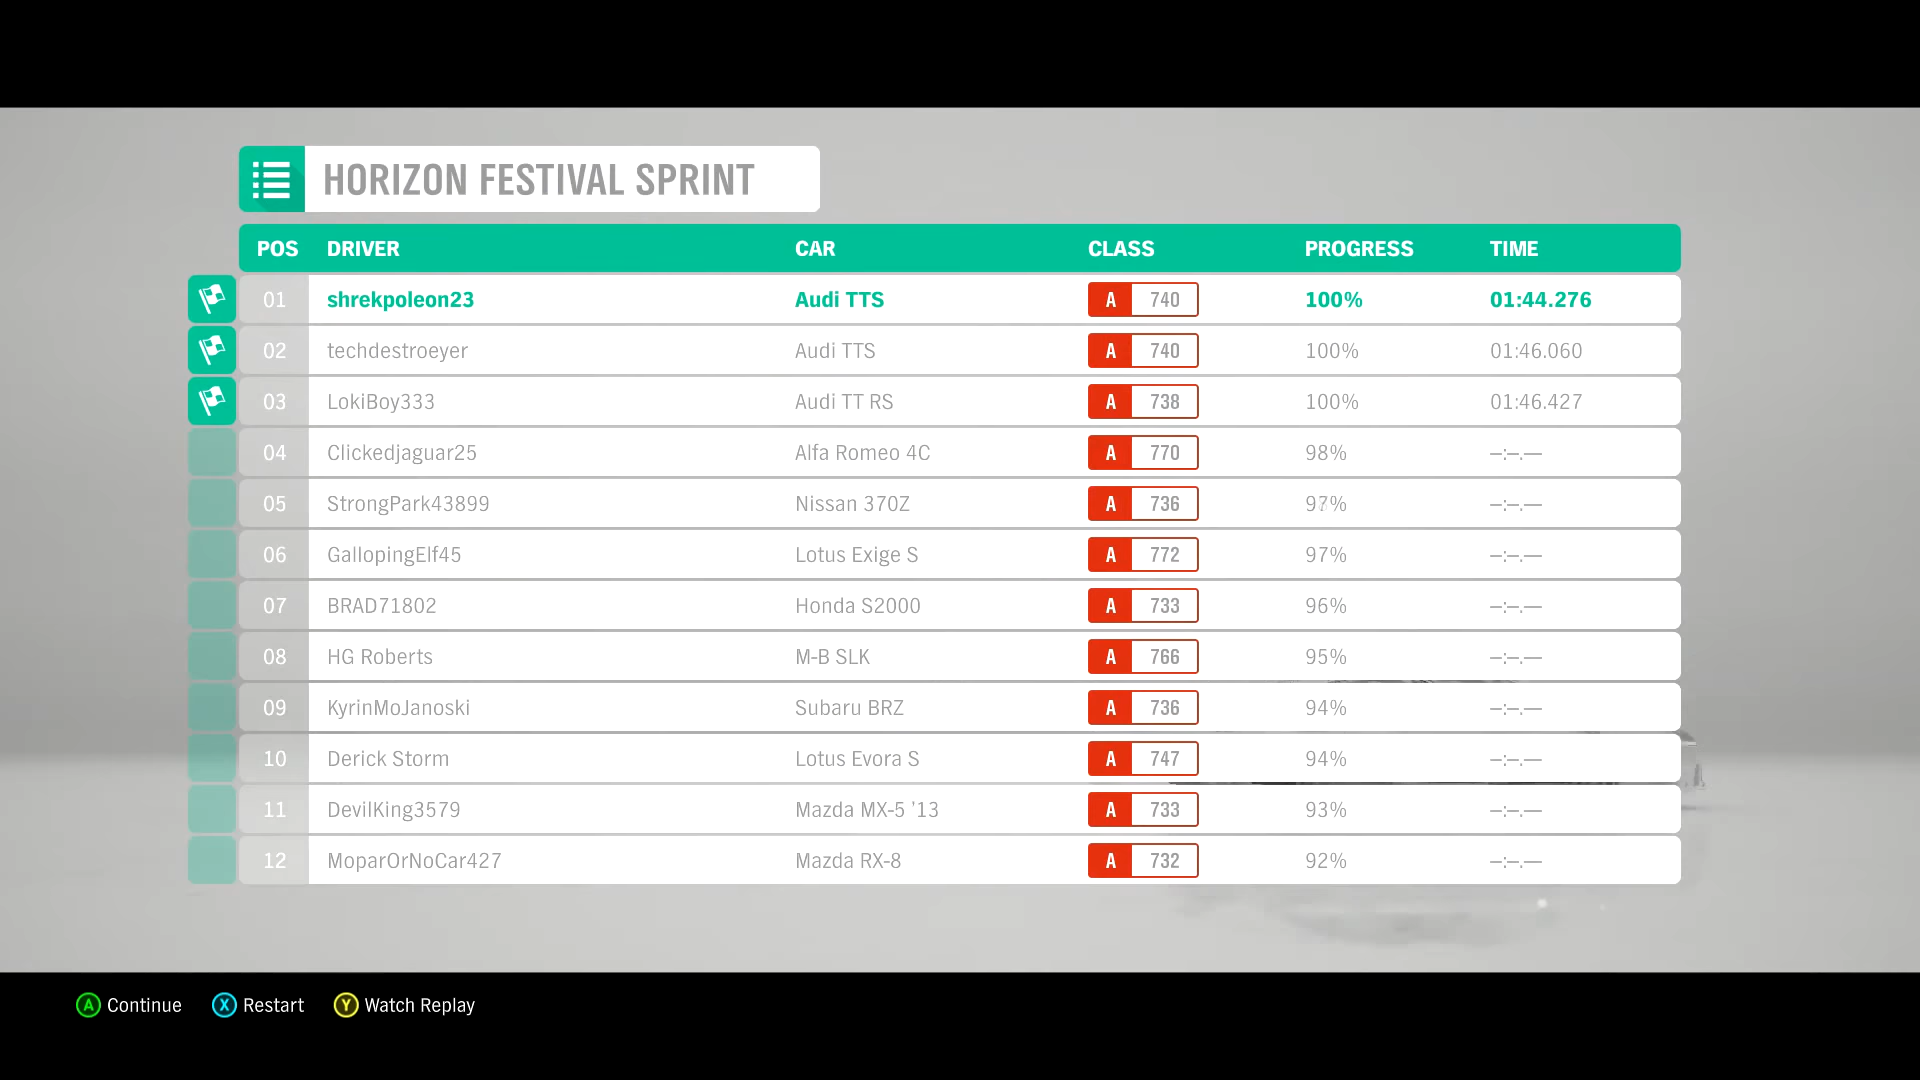 HORIZON FESTIVAL SPRINT
POS DRIVER CAR CLASS PROGRESS TIME
01 shrekpoleon23 Audi TTS A 740 100% 01:44.276
02 techdestroeyer Audi TTS A 740 100% 01:46.060
03 LokiBoy333 Audi TT RS A 738 100% 01:46.427
04 Clickedjaguar25 Alfa Romeo 4C A 770 98% –:–.––
05 StrongPark43899 Nissan 370Z A 736 97% –:–.––
06 GallopingElf45 Lotus Exige S A 772 97% –:–.––
07 BRAD71802 Honda S2000 A 733 96% –:–.––
08 HG Roberts M-B SLK A 766 95% –:–.––
09 KyrinMoJanoski Subaru BRZ A 736 94% –:–.––
10 Derick Storm Lotus Evora S A 747 94% –:–.––
11 DevilKing3579 Mazda MX-5 '13 A 733 93% –:–.––
12 MoparOrNoCar427 Mazda RX-8 A 732 92% –:–.––
A Continue X Restart Y Watch Replay